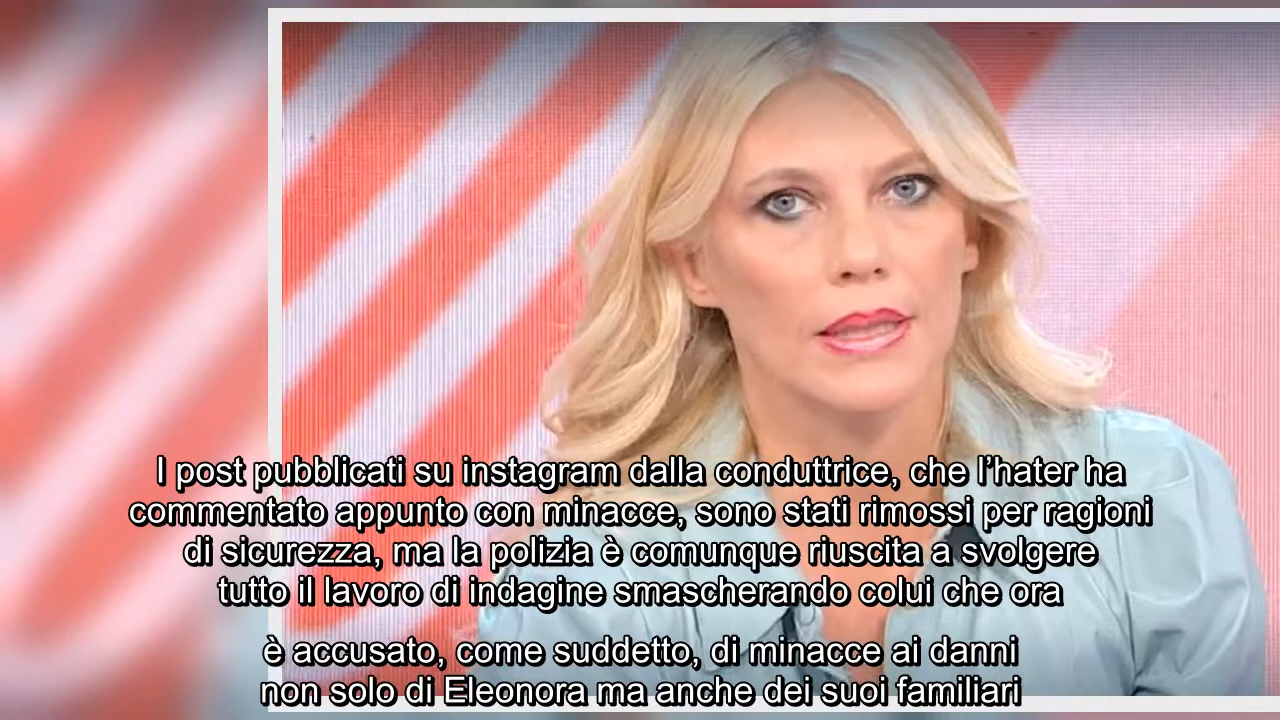 I post pubblicati su instagram dalla conduttrice, che l’hater ha
commentato appunto con minacce, sono stati rimossi per ragioni
di sicurezza, ma la polizia è comunque riuscita a svolgere
tutto il lavoro di indagine smascherando colui che ora
è accusato, come suddetto, di minacce ai danni
non solo di Eleonora ma anche dei suoi familiari